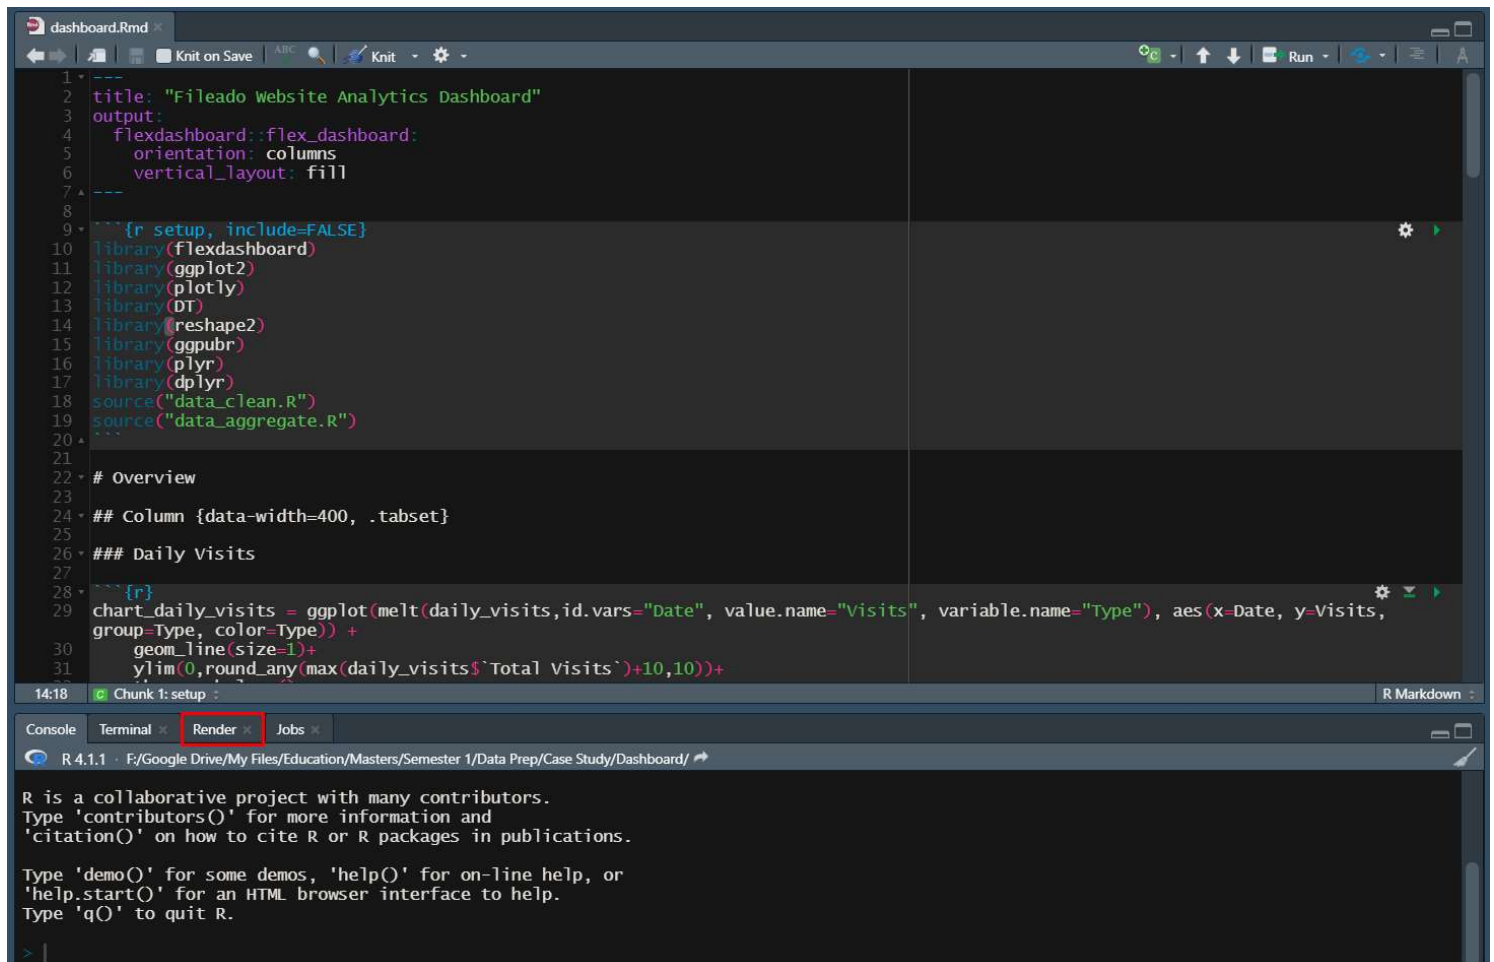 dashboard.Rmd ×
Knit on Save ABC Knit Run
1 ---
2 title: "Fileado Website Analytics Dashboard"
3 output:
4 flexdashboard::flex_dashboard:
5 orientation: columns
6 vertical_layout: fill
7 ---
8
9 ```{r setup, include=FALSE}
10 library(flexdashboard)
11 library(ggplot2)
12 library(plotly)
13 library(DT)
14 library(reshape2)
15 library(ggpubr)
16 library(plyr)
17 library(dplyr)
18 source("data_clean.R")
19 source("data_aggregate.R")
20 ```
21
22 # Overview
23
24 ## Column {data-width=400, .tabset}
25
26 ### Daily Visits
27
28 ```{r}
29 chart_daily_visits = ggplot(melt(daily_visits,id.vars="Date", value.name="Visits", variable.name="Type"), aes(x=Date, y=Visits,
group=Type, color=Type)) +
30 geom_line(size=1)+
31 ylim(0,round_any(max(daily_visits$`Total Visits`)+10,10))+
14:18 C Chunk 1: setup R Markdown
Console Terminal × Render × Jobs ×
R 4.1.1 · F:/Google Drive/My Files/Education/Masters/Semester 1/Data Prep/Case Study/Dashboard/
R is a collaborative project with many contributors.
Type 'contributors()' for more information and
'citation()' on how to cite R or R packages in publications.
Type 'demo()' for some demos, 'help()' for on-line help, or
'help.start()' for an HTML browser interface to help.
Type 'q()' to quit R.
>